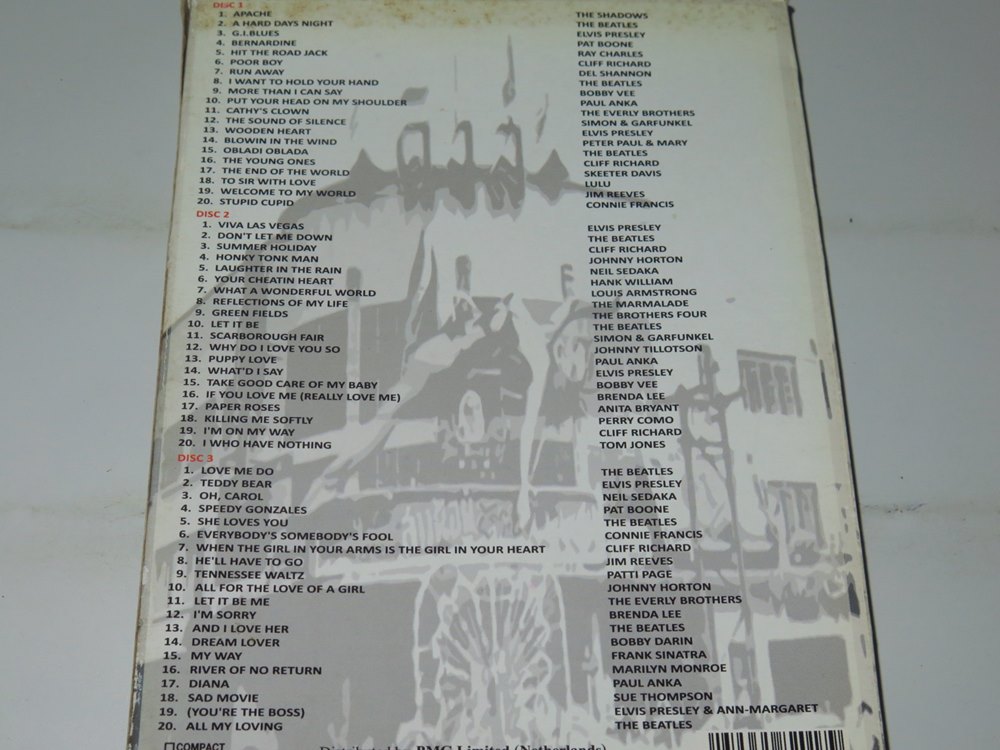 DISC 1
1. APACHE THE SHADOWS
2. A HARD DAYS NIGHT THE BEATLES
3. G.I.BLUES ELVIS PRESLEY
4. BERNARDINE PAT BOONE
5. HIT THE ROAD JACK RAY CHARLES
6. POOR BOY CLIFF RICHARD
7. RUN AWAY DEL SHANNON
8. I WANT TO HOLD YOUR HAND THE BEATLES
9. MORE THAN I CAN SAY BOBBY VEE
10. PUT YOUR HEAD ON MY SHOULDER PAUL ANKA
11. CATHY'S CLOWN THE EVERLY BROTHERS
12. THE SOUND OF SILENCE SIMON & GARFUNKEL
13. WOODEN HEART ELVIS PRESLEY
14. BLOWIN IN THE WIND PETER PAUL & MARY
15. OBLADI OBLADA THE BEATLES
16. THE YOUNG ONES CLIFF RICHARD
17. THE END OF THE WORLD SKEETER DAVIS
18. TO SIR WITH LOVE LULU
19. WELCOME TO MY WORLD JIM REEVES
20. STUPID CUPID CONNIE FRANCIS
DISC 2
1. VIVA LAS VEGAS ELVIS PRESLEY
2. DON'T LET ME DOWN THE BEATLES
3. SUMMER HOLIDAY CLIFF RICHARD
4. HONKY TONK MAN JOHNNY HORTON
5. LAUGHTER IN THE RAIN NEIL SEDAKA
6. YOUR CHEATIN HEART HANK WILLIAM
7. WHAT A WONDERFUL WORLD LOUIS ARMSTRONG
8. REFLECTIONS OF MY LIFE THE MARMALADE
9. GREEN FIELDS THE BROTHERS FOUR
10. LET IT BE THE BEATLES
11. SCARBOROUGH FAIR SIMON & GARFUNKEL
12. WHY DO I LOVE YOU SO JOHNNY TILLOTSON
13. PUPPY LOVE PAUL ANKA
14. WHAT'D I SAY ELVIS PRESLEY
15. TAKE GOOD CARE OF MY BABY BOBBY VEE
16. IF YOU LOVE ME (REALLY LOVE ME) BRENDA LEE
17. PAPER ROSES ANITA BRYANT
18. KILLING ME SOFTLY PERRY COMO
19. I'M ON MY WAY CLIFF RICHARD
20. I WHO HAVE NOTHING TOM JONES
DISC 3
1. LOVE ME DO THE BEATLES
2. TEDDY BEAR ELVIS PRESLEY
3. OH, CAROL NEIL SEDAKA
4. SPEEDY GONZALES PAT BOONE
5. SHE LOVES YOU THE BEATLES
6. EVERYBODY'S SOMEBODY'S FOOL CONNIE FRANCIS
7. WHEN THE GIRL IN YOUR ARMS IS THE GIRL IN YOUR HEART CLIFF RICHARD
8. HE'LL HAVE TO GO JIM REEVES
9. TENNESSEE WALTZ PATTI PAGE
10. ALL FOR THE LOVE OF A GIRL JOHNNY HORTON
11. LET IT BE ME THE EVERLY BROTHERS
12. I'M SORRY BRENDA LEE
13. AND I LOVE HER THE BEATLES
14. DREAM LOVER BOBBY DARIN
15. MY WAY FRANK SINATRA
16. RIVER OF NO RETURN MARILYN MONROE
17. DIANA PAUL ANKA
18. SAD MOVIE SUE THOMPSON
19. (YOU'RE THE BOSS) ELVIS PRESLEY & ANN-MARGARET
20. ALL MY LOVING THE BEATLES
COMPACT Distributed by BMG Limited (Netherlands)